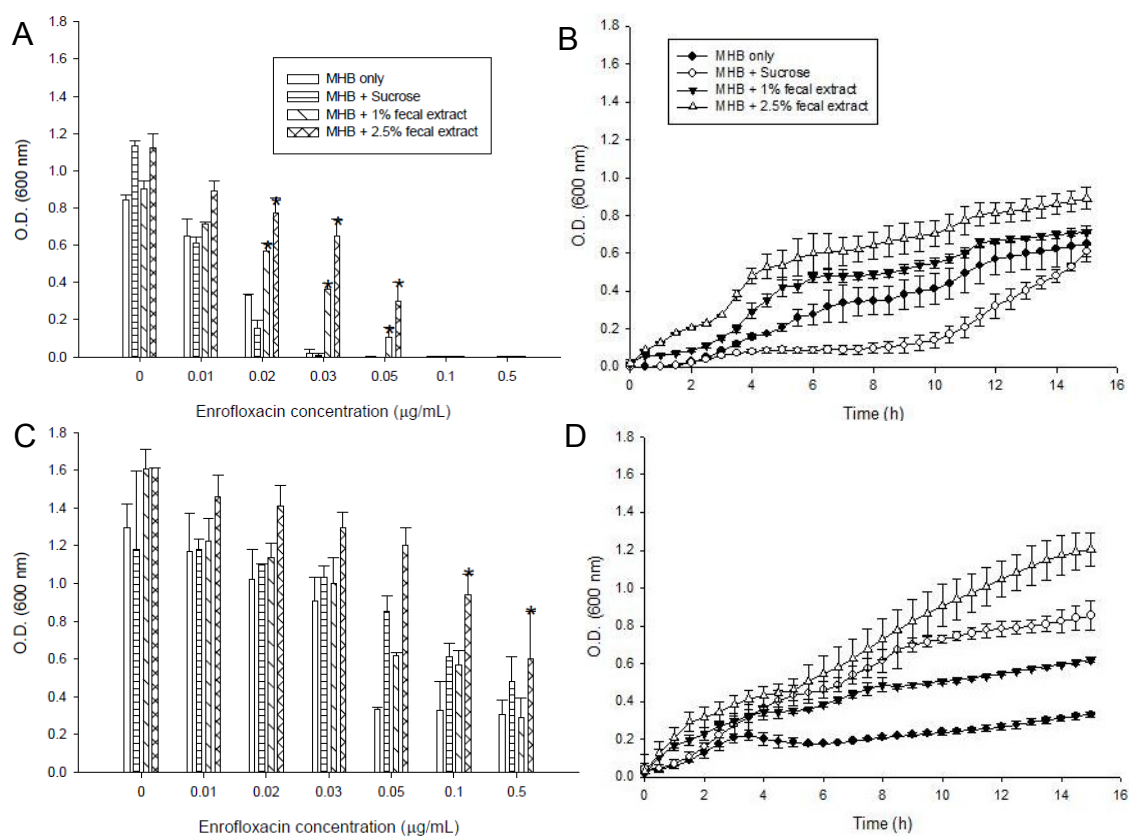 A
1.8
1.6
1.4
1.2
1.0
0.8
0.6
0.4
0.2
0.0
O.D. (600 nm)
MHB only
MHB + Sucrose
MHB + 1% fecal extract
MHB + 2.5% fecal extract
* * * * * *
0 0.01 0.02 0.03 0.05 0.1 0.5
Enrofloxacin concentration (μg/mL)
B
1.8
1.6
1.4
1.2
1.0
0.8
0.6
0.4
0.2
0.0
O.D. (600 nm)
MHB only
MHB + Sucrose
MHB + 1% fecal extract
MHB + 2.5% fecal extract
0 2 4 6 8 10 12 14 16
Time (h)
C
1.8
1.6
1.4
1.2
1.0
0.8
0.6
0.4
0.2
0.0
O.D. (600 nm)
* *
0 0.01 0.02 0.03 0.05 0.1 0.5
Enrofloxacin concentration (μg/mL)
D
1.8
1.6
1.4
1.2
1.0
0.8
0.6
0.4
0.2
0.0
O.D. (600 nm)
0 2 4 6 8 10 12 14 16
Time (h)